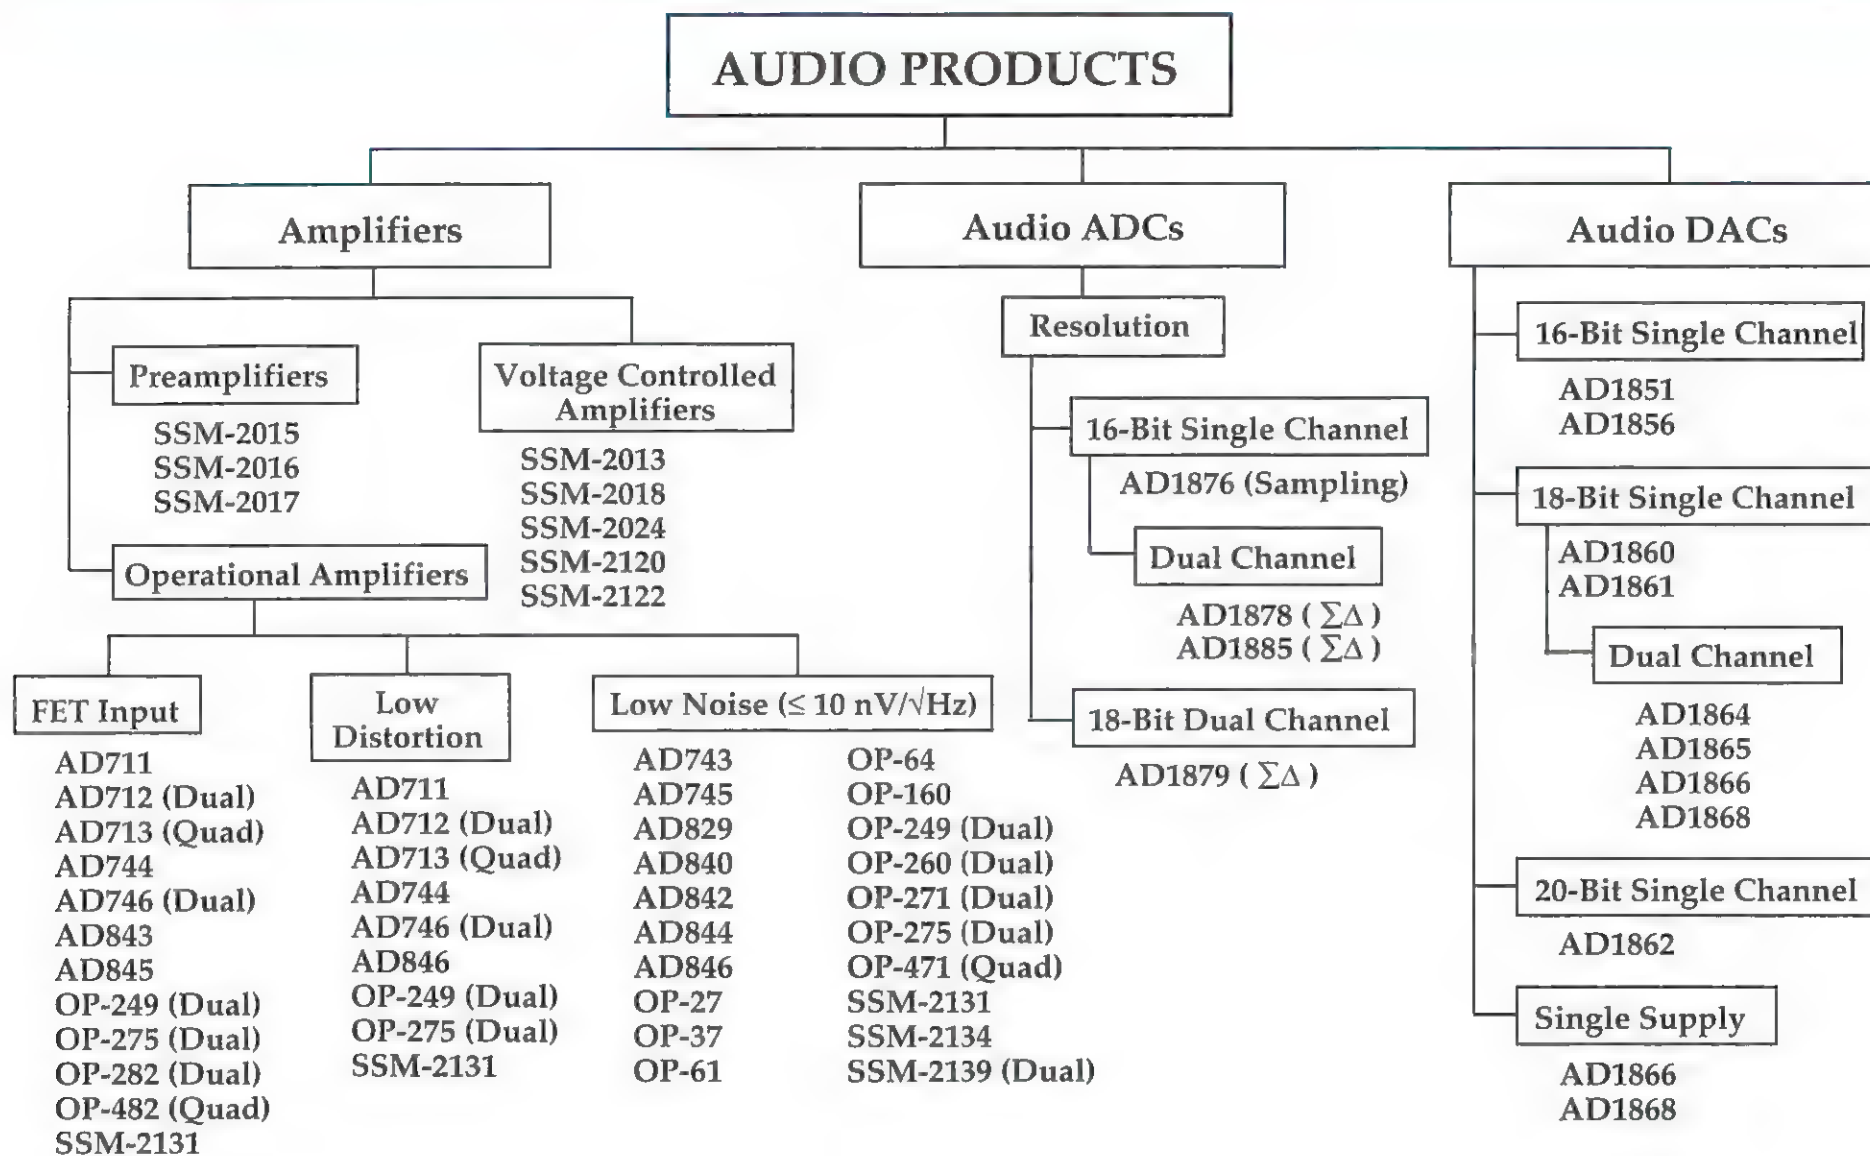 AUDIO PRODUCTS
Amplifiers
Preamplifiers
SSM-2015
SSM-2016
SSM-2017
Voltage Controlled
Amplifiers
SSM-2013
SSM-2018
SSM-2024
SSM-2120
SSM-2122
Operational Amplifiers
FET Input
AD711
AD712 (Dual)
AD713 (Quad)
AD744
AD746 (Dual)
AD843
AD845
OP-249 (Dual)
OP-275 (Dual)
OP-282 (Dual)
OP-482 (Quad)
SSM-2131
Low
Distortion
AD711
AD712 (Dual)
AD713 (Quad)
AD744
AD746 (Dual)
AD846
OP-249 (Dual)
OP-275 (Dual)
SSM-2131
Low Noise (≤ 10 nV/√Hz)
AD743
AD745
AD829
AD840
AD842
AD844
AD846
OP-27
OP-37
OP-61
OP-64
OP-160
OP-249 (Dual)
OP-260 (Dual)
OP-271 (Dual)
OP-275 (Dual)
OP-471 (Quad)
SSM-2131
SSM-2134
SSM-2139 (Dual)
Audio ADCs
Resolution
16-Bit Single Channel
AD1876 (Sampling)
Dual Channel
AD1878 ( ΣΔ )
AD1885 ( ΣΔ )
18-Bit Dual Channel
AD1879 ( ΣΔ )
Audio DACs
16-Bit Single Channel
AD1851
AD1856
18-Bit Single Channel
AD1860
AD1861
Dual Channel
AD1864
AD1865
AD1866
AD1868
20-Bit Single Channel
AD1862
Single Supply
AD1866
AD1868